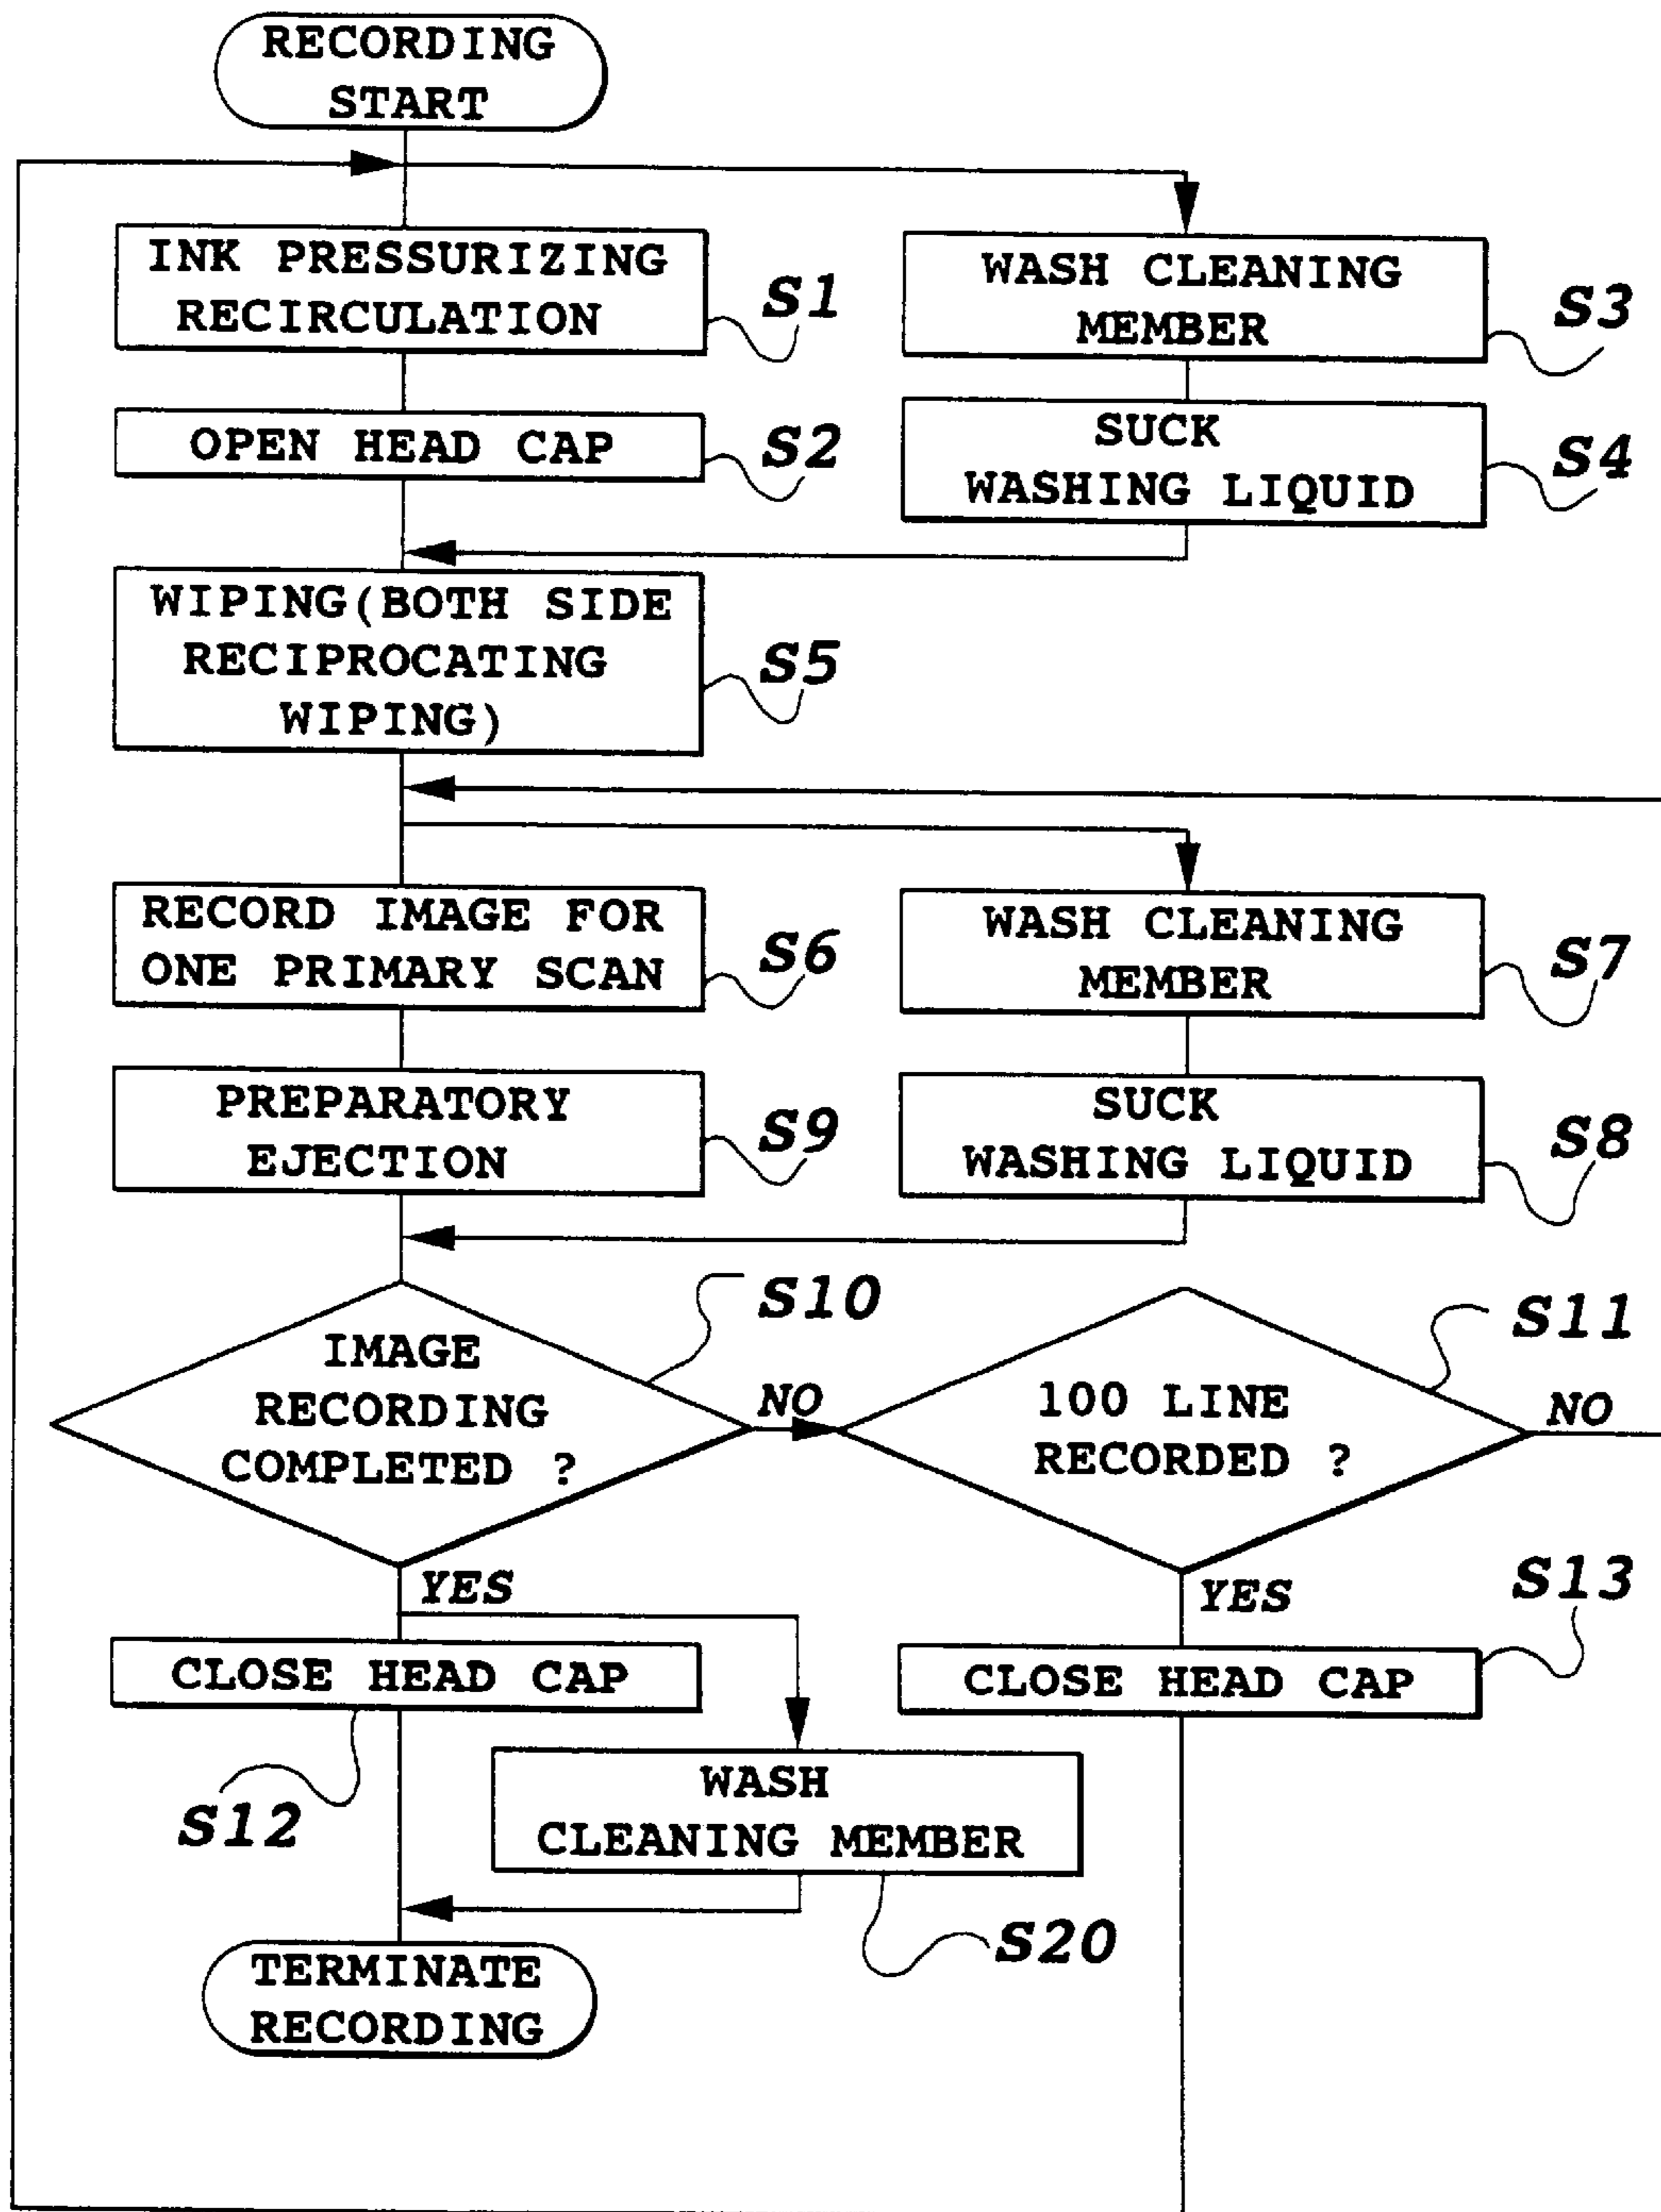 RECORDING
START
INK PRESSURIZING
RECIRCULATION
S1
WASH CLEANING
MEMBER
S3
OPEN HEAD CAP
S2
SUCK
WASHING LIQUID
S4
WIPING(BOTH SIDE
RECIPROCATING
WIPING)
S5
RECORD IMAGE FOR
ONE PRIMARY SCAN
S6
WASH CLEANING
MEMBER
S7
PREPARATORY
EJECTION
S9
SUCK
WASHING LIQUID
S8
IMAGE
RECORDING
COMPLETED ?
S10
NO
100 LINE
RECORDED ?
S11
NO
YES
YES
CLOSE HEAD CAP
S12
CLOSE HEAD CAP
S13
WASH
CLEANING MEMBER
S20
TERMINATE
RECORDING